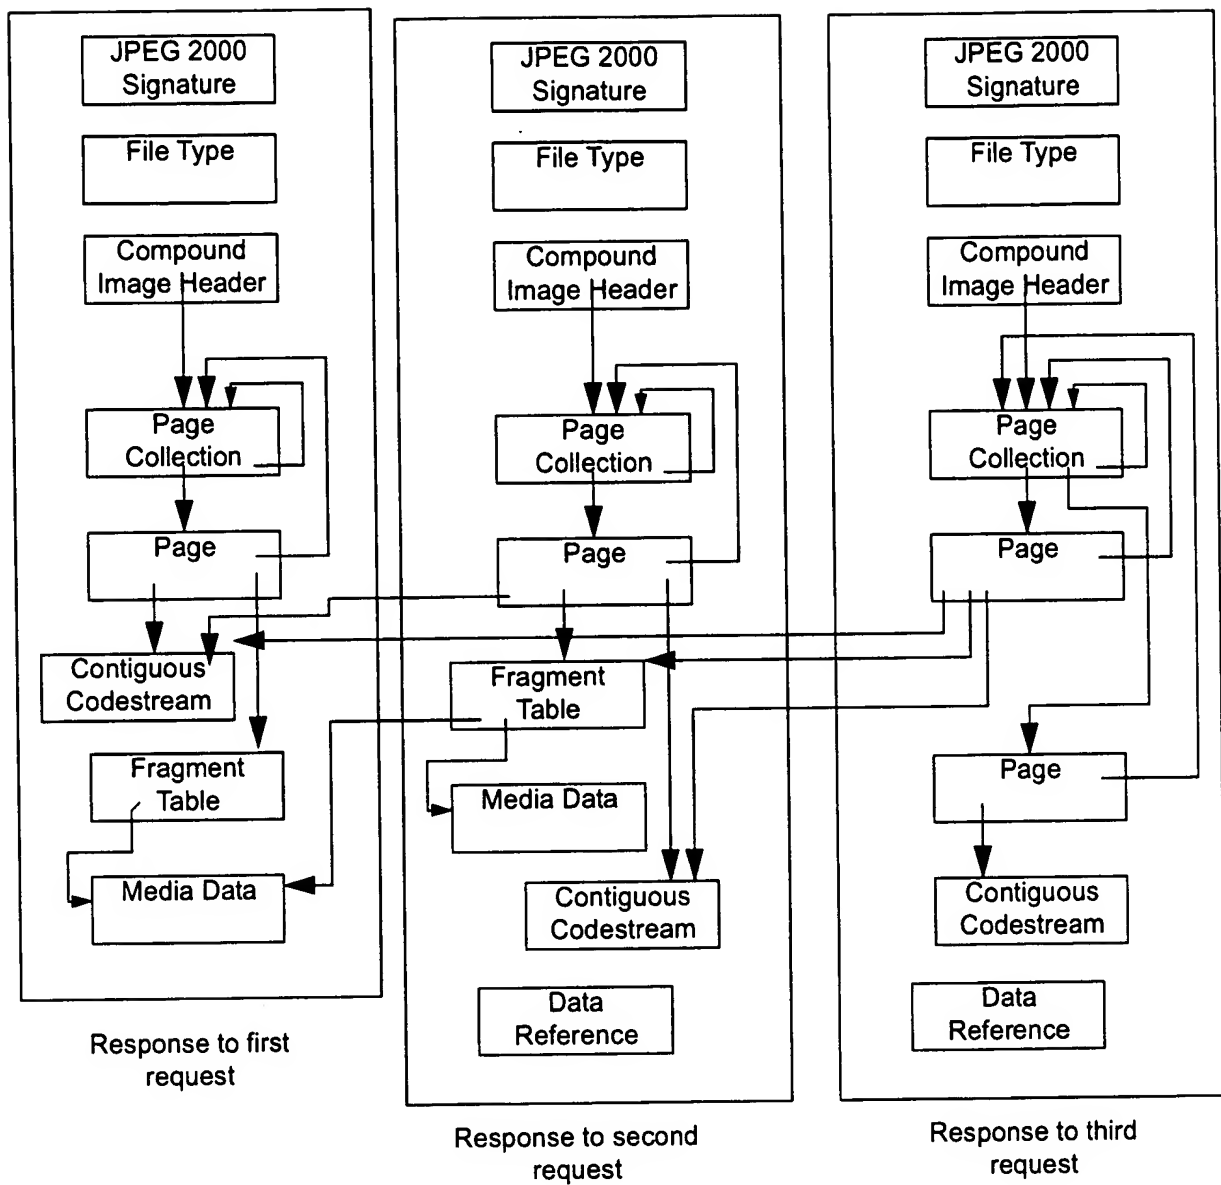 JPEG 2000
Signature
File Type
Compound
Image Header
Page
Collection
Page
Contiguous
Codestream
Fragment
Table
Media Data
Response to first
request
JPEG 2000
Signature
File Type
Compound
Image Header
Page
Collection
Page
Fragment
Table
Media Data
Contiguous
Codestream
Data
Reference
Response to second
request
JPEG 2000
Signature
File Type
Compound
Image Header
Page
Collection
Page
Page
Contiguous
Codestream
Data
Reference
Response to third
request